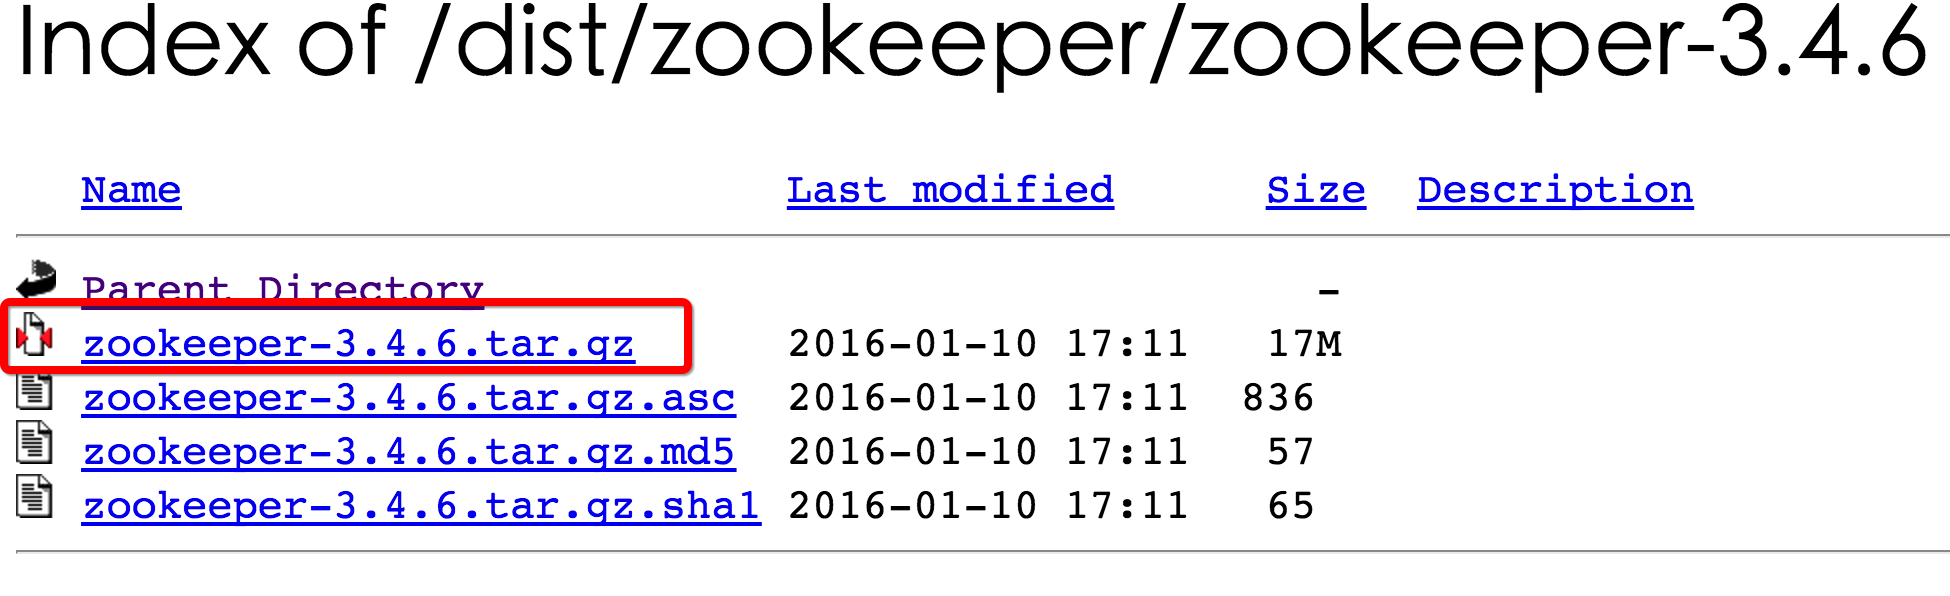 Index of /dist/zookeeper/zookeeper-3.4.6
Name Last modified Size Description
Parent Directory -
zookeeper-3.4.6.tar.gz 2016-01-10 17:11 17M
zookeeper-3.4.6.tar.gz.asc 2016-01-10 17:11 836
zookeeper-3.4.6.tar.gz.md5 2016-01-10 17:11 57
zookeeper-3.4.6.tar.gz.sha1 2016-01-10 17:11 65